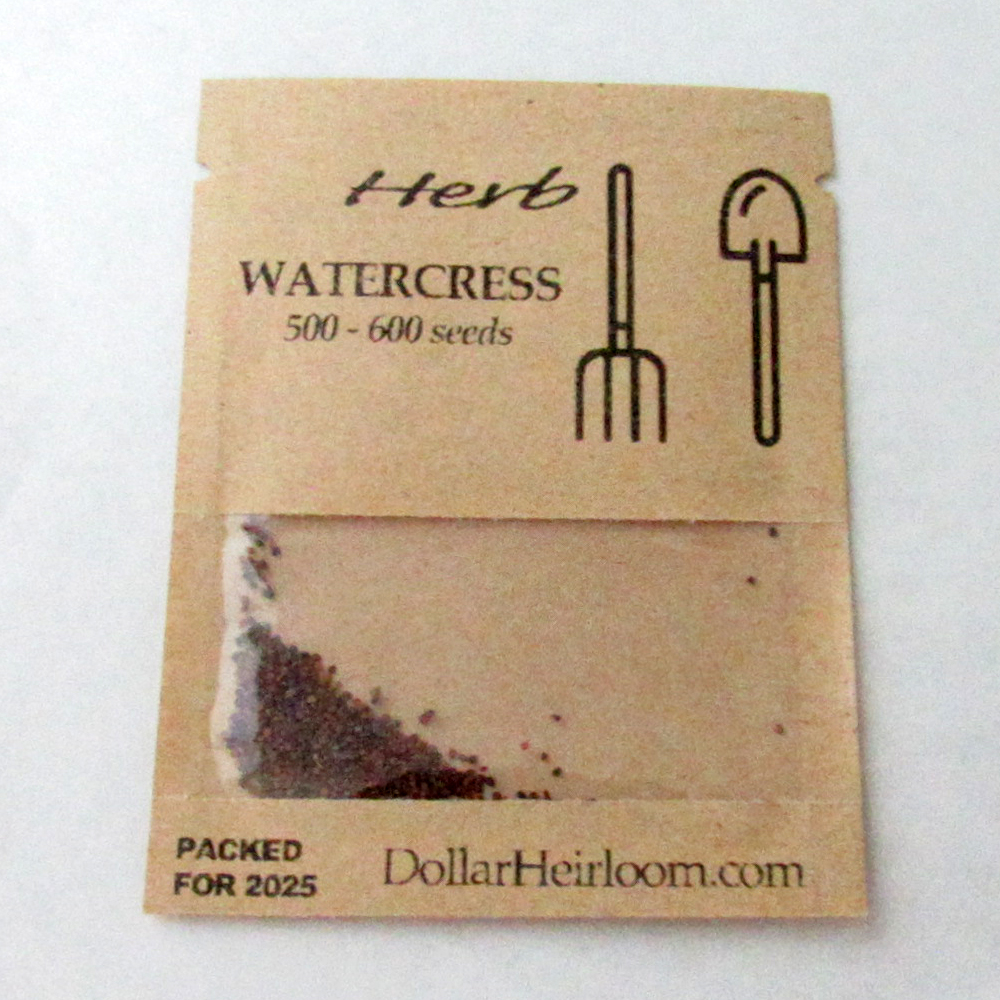 Herb
WATERCRESS
500 - 600 seeds
PACKED
FOR 2025
DollarHeirloom.com